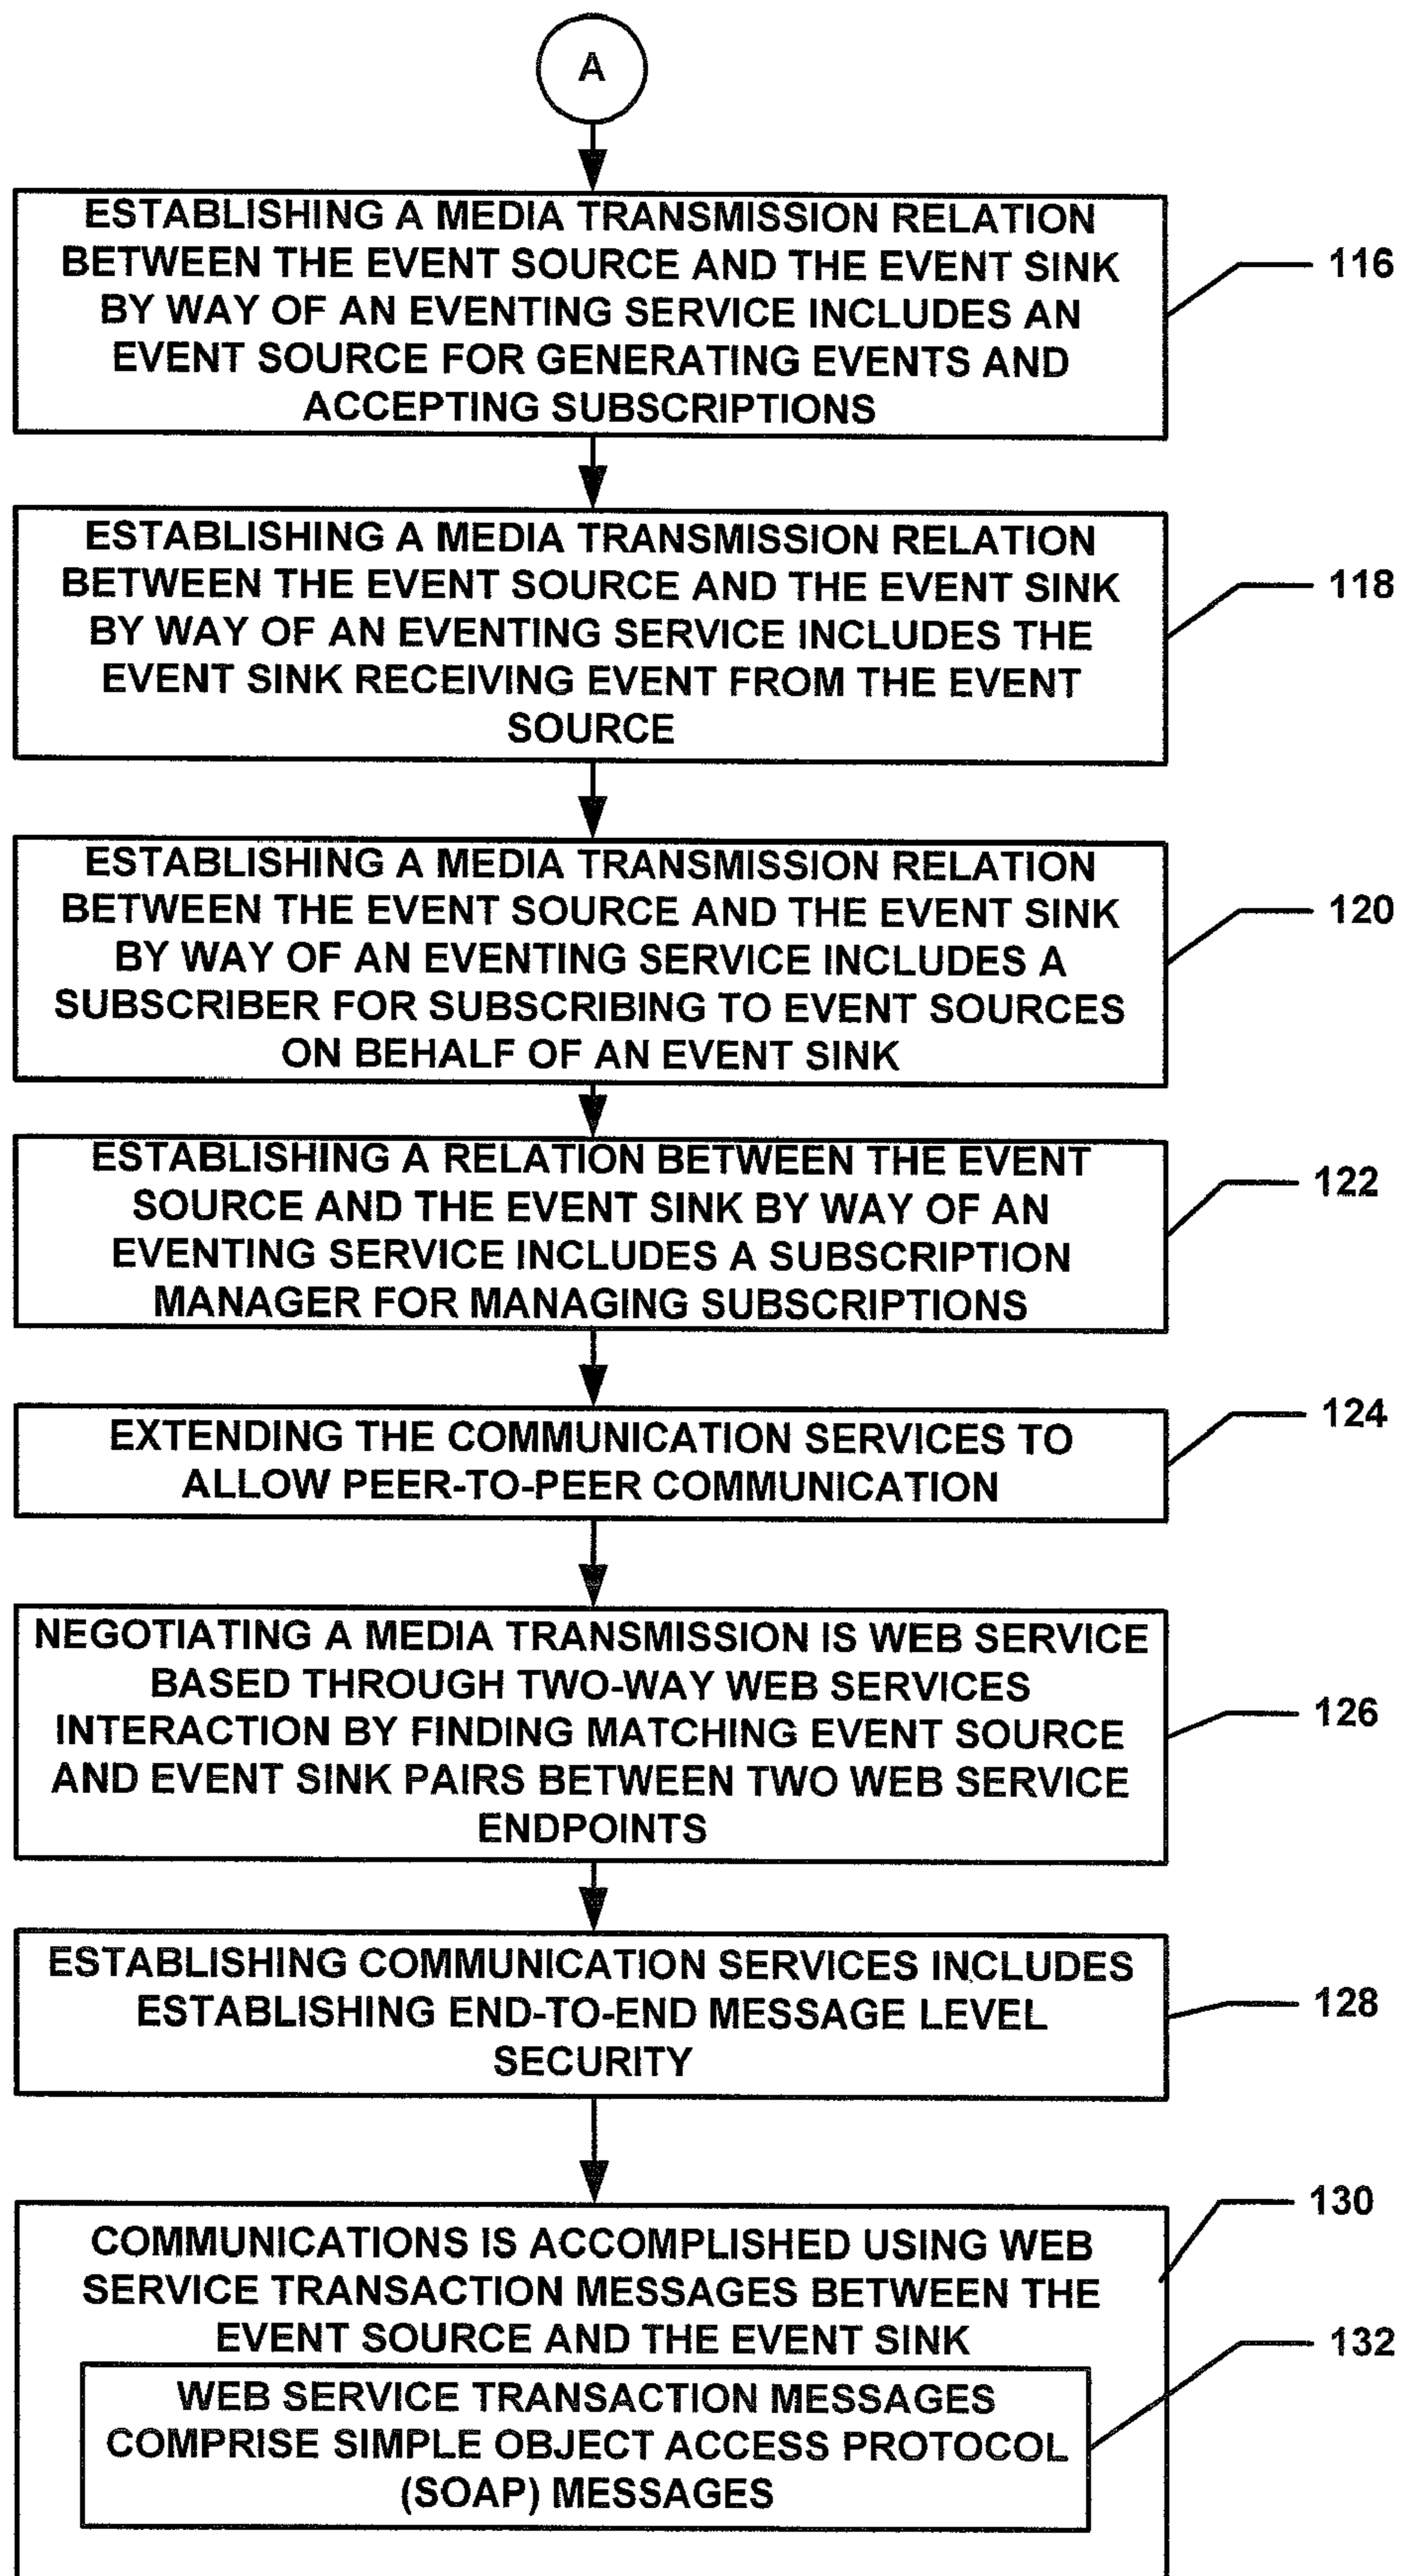 A
ESTABLISHING A MEDIA TRANSMISSION RELATION
BETWEEN THE EVENT SOURCE AND THE EVENT SINK
BY WAY OF AN EVENTING SERVICE INCLUDES AN
EVENT SOURCE FOR GENERATING EVENTS AND
ACCEPTING SUBSCRIPTIONS
116
ESTABLISHING A MEDIA TRANSMISSION RELATION
BETWEEN THE EVENT SOURCE AND THE EVENT SINK
BY WAY OF AN EVENTING SERVICE INCLUDES THE
EVENT SINK RECEIVING EVENT FROM THE EVENT
SOURCE
118
ESTABLISHING A MEDIA TRANSMISSION RELATION
BETWEEN THE EVENT SOURCE AND THE EVENT SINK
BY WAY OF AN EVENTING SERVICE INCLUDES A
SUBSCRIBER FOR SUBSCRIBING TO EVENT SOURCES
ON BEHALF OF AN EVENT SINK
120
ESTABLISHING A RELATION BETWEEN THE EVENT
SOURCE AND THE EVENT SINK BY WAY OF AN
EVENTING SERVICE INCLUDES A SUBSCRIPTION
MANAGER FOR MANAGING SUBSCRIPTIONS
122
EXTENDING THE COMMUNICATION SERVICES TO
ALLOW PEER-TO-PEER COMMUNICATION
124
NEGOTIATING A MEDIA TRANSMISSION IS WEB SERVICE
BASED THROUGH TWO-WAY WEB SERVICES
INTERACTION BY FINDING MATCHING EVENT SOURCE
AND EVENT SINK PAIRS BETWEEN TWO WEB SERVICE
ENDPOINTS
126
ESTABLISHING COMMUNICATION SERVICES INCLUDES
ESTABLISHING END-TO-END MESSAGE LEVEL
SECURITY
128
COMMUNICATIONS IS ACCOMPLISHED USING WEB
SERVICE TRANSACTION MESSAGES BETWEEN THE
EVENT SOURCE AND THE EVENT SINK
130
WEB SERVICE TRANSACTION MESSAGES
COMPRISE SIMPLE OBJECT ACCESS PROTOCOL
(SOAP) MESSAGES
132